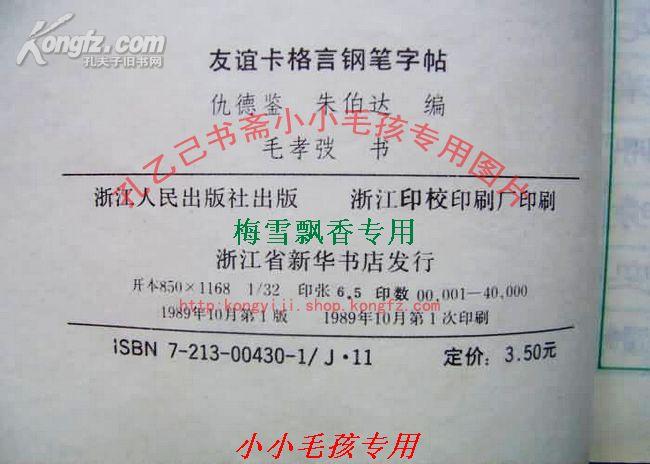 Kongfz.com
孔夫子旧书网
友谊卡格言钢笔字帖
仇德鉴 朱伯达 编
孔乙己书斋小小毛孩专用图片
毛孝弢 书
浙江人民出版社出版 浙江印校印刷厂印刷
梅雪飘香专用
浙江省新华书店发行
开本850×1168 1/32 印张6.5 印数00,001—40,000
http:kongyiji.shop.kongfz.com
1989年10月第1版 1989年10月第1次印刷
ISBN 7-213-00430-1/J·11 定价:3.50元
小小毛孩专用